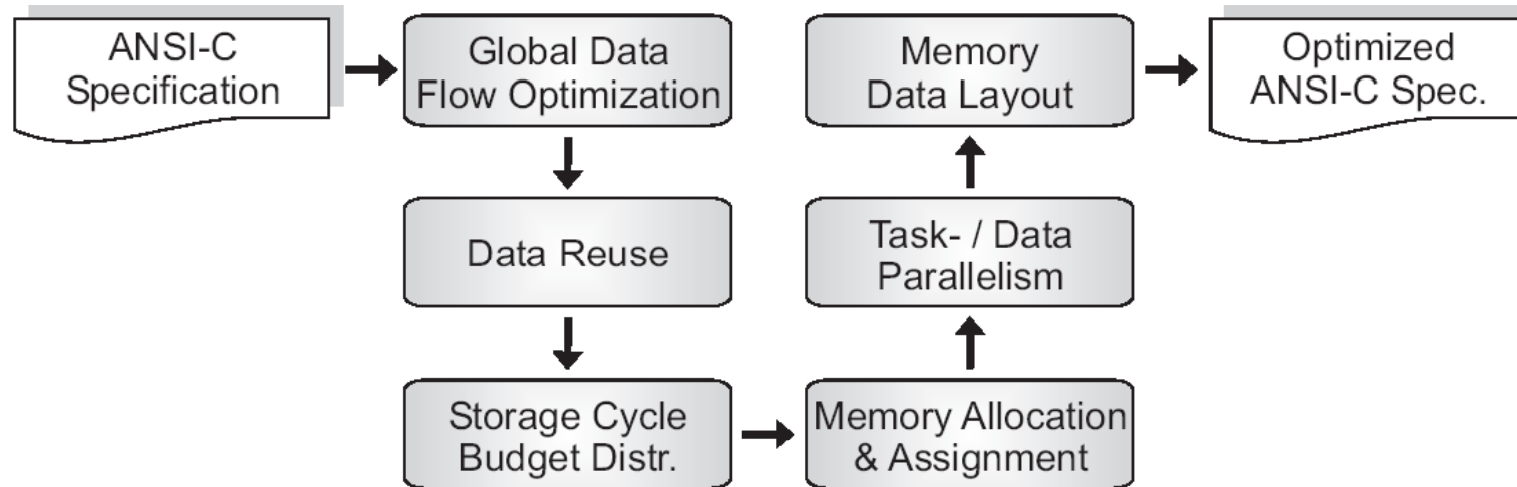 ANSI-C
Specification
Global Data
Flow Optimization
Data Reuse
Storage Cycle
Budget Distr.
Memory Allocation
& Assignment
Task- / Data
Parallelism
Memory
Data Layout
Optimized
ANSI-C Spec.